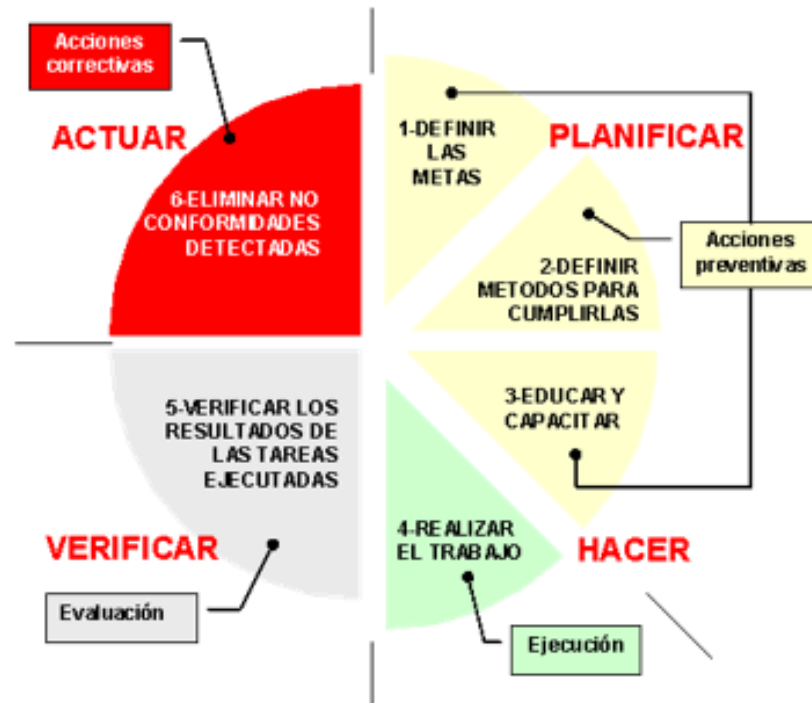 Acciones
correctivas
ACTUAR
6-ELIMINAR NO
CONFORMIDADES
DETECTADAS
1-DEFINIR
LAS
METAS
PLANIFICAR
2-DEFINIR
METODOS PARA
CUMPLIRLAS
Acciones
preventivas
3-EDUCAR Y
CAPACITAR
HACER
4-REALIZAR
EL TRABAJO
Ejecución
5-VERIFICAR LOS
RESULTADOS DE
LAS TAREAS
EJECUTADAS
VERIFICAR
Evaluación